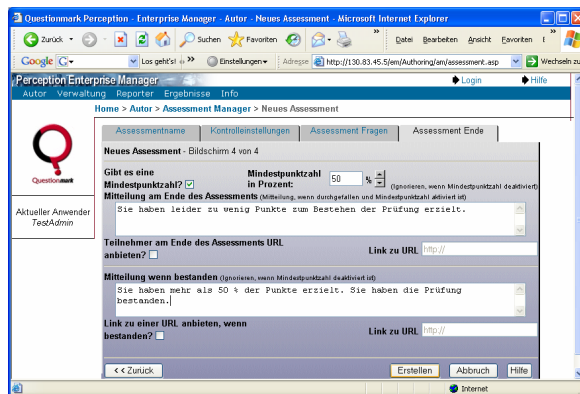 Questionmark Perception - Enterprise Manager - Autor - Neues Assessment - Microsoft Internet Explorer
Zurück Suchen Favoriten » Datei Bearbeiten Ansicht Favoriten E »
Google G Los geht's! » Einstellungen Adresse http://130.83.45.5/em/Authoring/am/assessment.asp Wechseln zu
Perception Enterprise Manager Login Hilfe
Autor Verwaltung Reporter Ergebnisse Info
Home > Autor > Assessment Manager > Neues Assessment
Assessmentname Kontrolleinstellungen Assessment Fragen Assessment Ende
Neues Assessment - Bildschirm 4 von 4
Questionmark
Aktueller Anwender
TestAdmin
Gibt es eine Mindestpunktzahl
Mindestpunktzahl? in Prozent: 50 % (Ignorieren, wenn Mindestpunktzahl deaktiviert)
Mitteilung am Ende des Assessments (Mitteilung, wenn durchgefallen und Mindestpunktzahl aktiviert ist)
Sie haben leider zu wenig Punkte zum Bestehen der Prüfung erzielt.
Teilnehmer am Ende des Assessments URL
anbieten? Link zu URL http://
Mitteilung wenn bestanden (Ignorieren, wenn Mindestpunktzahl deaktiviert ist)
Sie haben mehr als 50 % der Punkte erzielt. Sie haben die Prüfung
bestanden.
Link zu einer URL anbieten, wenn
bestanden? Link zu URL http://
<< Zurück Erstellen Abbruch Hilfe
Internet